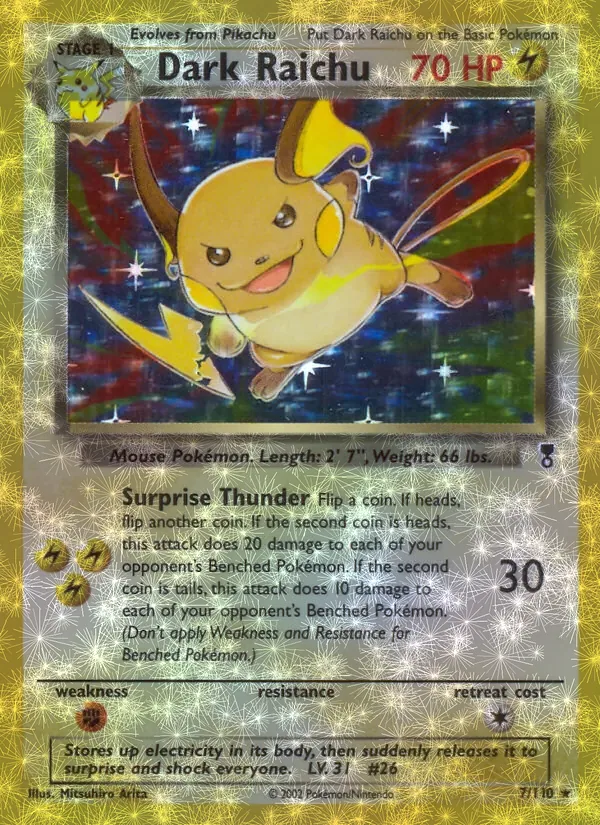 Evolves from Pikachu Put Dark Raichu on the Basic Pokémon
STAGE 1
Dark Raichu 70 HP
Mouse Pokémon. Length: 2' 7", Weight: 66 lbs.
Surprise Thunder Flip a coin. If heads,
flip another coin. If the second coin is heads,
this attack does 20 damage to each of your
opponent's Benched Pokémon. If the second
coin is tails, this attack does 10 damage to
each of your opponent's Benched Pokémon.
(Don't apply Weakness and Resistance for
Benched Pokémon.)
30
weakness resistance retreat cost
Stores up electricity in its body, then suddenly releases it to
surprise and shock everyone. LV. 31 #26
Illus. Mitsuhiro Arita © 2002 Pokémon/Nintendo 7/110